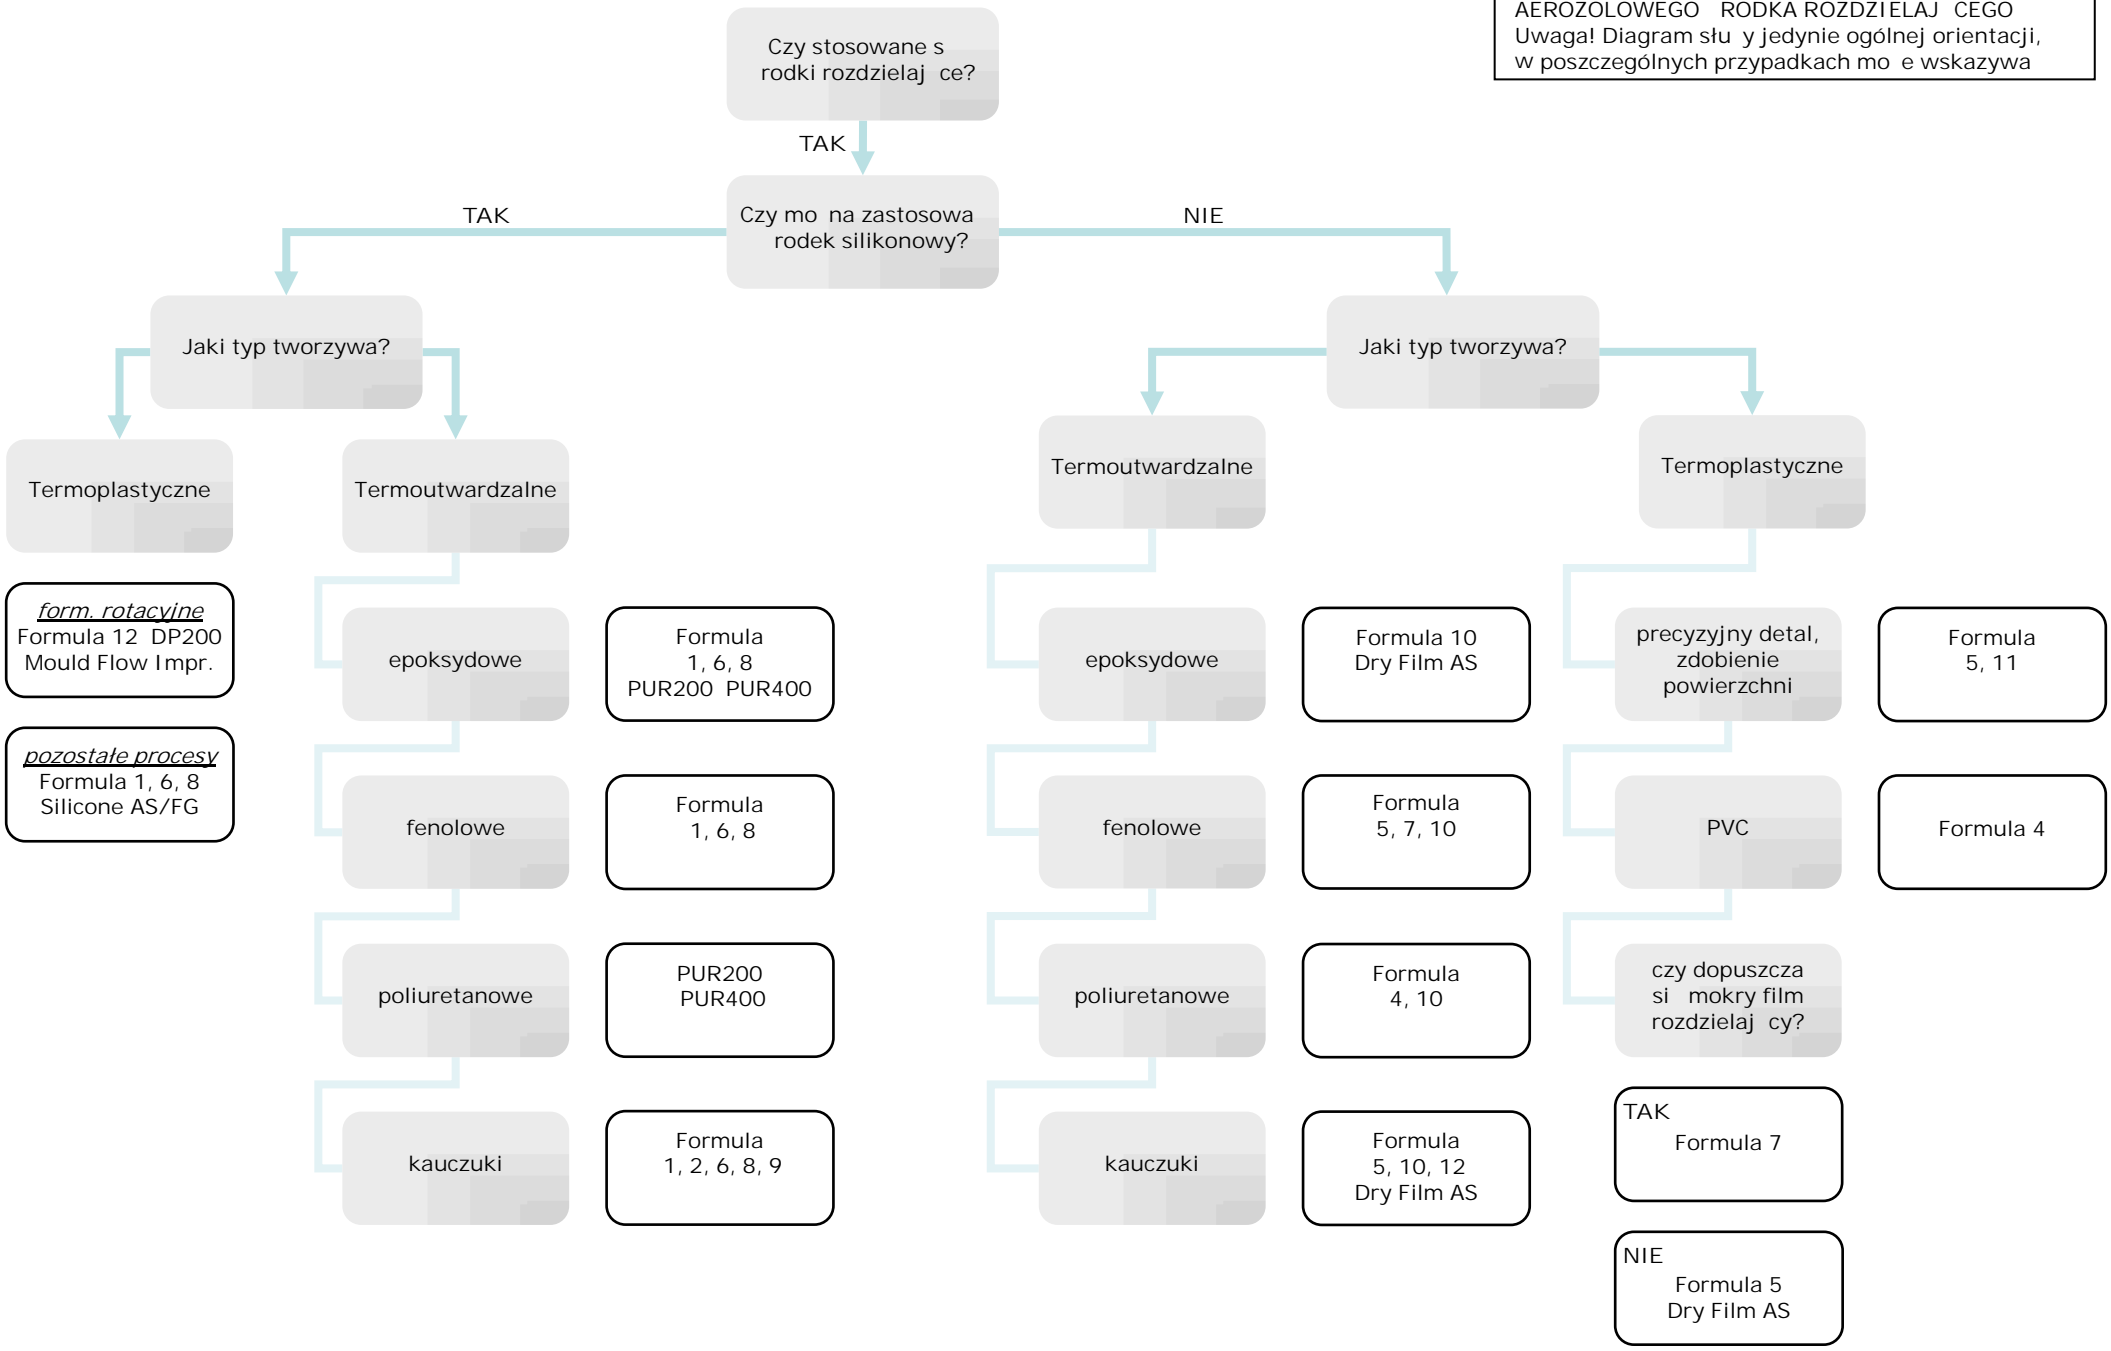 AEROZOLOWEGO RODKA ROZDZIELAJ CEGO
Uwaga! Diagram słu y jedynie ogólnej orientacji,
w poszczególnych przypadkach mo e wskazywa
Czy stosowane s
rodki rozdzielaj ce?
TAK
Czy mo na zastosowa
rodek silikonowy?
TAK
NIE
Jaki typ tworzywa?
Jaki typ tworzywa?
Termoplastyczne
Termoutwardzalne
Termoutwardzalne
Termoplastyczne
form. rotacyjne
Formula 12 DP200
Mould Flow Impr.
pozostałe procesy
Formula 1, 6, 8
Silicone AS/FG
epoksydowe
Formula
1, 6, 8
PUR200 PUR400
fenolowe
Formula
1, 6, 8
poliuretanowe
PUR200
PUR400
kauczuki
Formula
1, 2, 6, 8, 9
epoksydowe
Formula 10
Dry Film AS
fenolowe
Formula
5, 7, 10
poliuretanowe
Formula
4, 10
kauczuki
Formula
5, 10, 12
Dry Film AS
precyzyjny detal,
zdobienie
powierzchni
Formula
5, 11
PVC
Formula 4
czy dopuszcza
si mokry film
rozdzielaj cy?
TAK
Formula 7
NIE
Formula 5
Dry Film AS